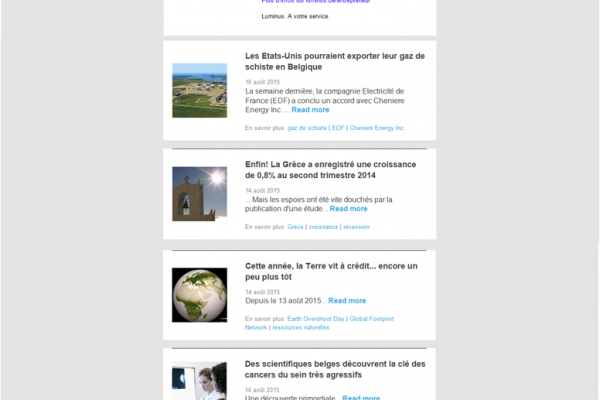 Plus d'infos sur luminus.be/entrepreneur
Luminus. A votre service.
Les Etats-Unis pourraient exporter leur gaz de
schiste en Belgique
16 août 2015
La semaine dernière, la compagnie Electricité de
France (EDF) a conclu un accord avec Cheniere
Energy Inc. ... Read more
En savoir plus: gaz de schiste | EDF | Cheniere Energy Inc.
Enfin! La Grèce a enregistré une croissance
de 0,8% au second trimestre 2014
14 août 2015
... Mais les espoirs ont été vite douchés par la
publication d'une étude... Read more
En savoir plus: Grèce | croissance | récession
Cette année, la Terre vit à crédit... encore un
peu plus tôt
14 août 2015
Depuis le 13 août 2015... Read more
En savoir plus: Earth Overshoot Day | Global Footprint
Network | ressources naturelles
Des scientifiques belges découvrent la clé des
cancers du sein très agressifs
14 août 2015
Une découverte primordiale... Read more